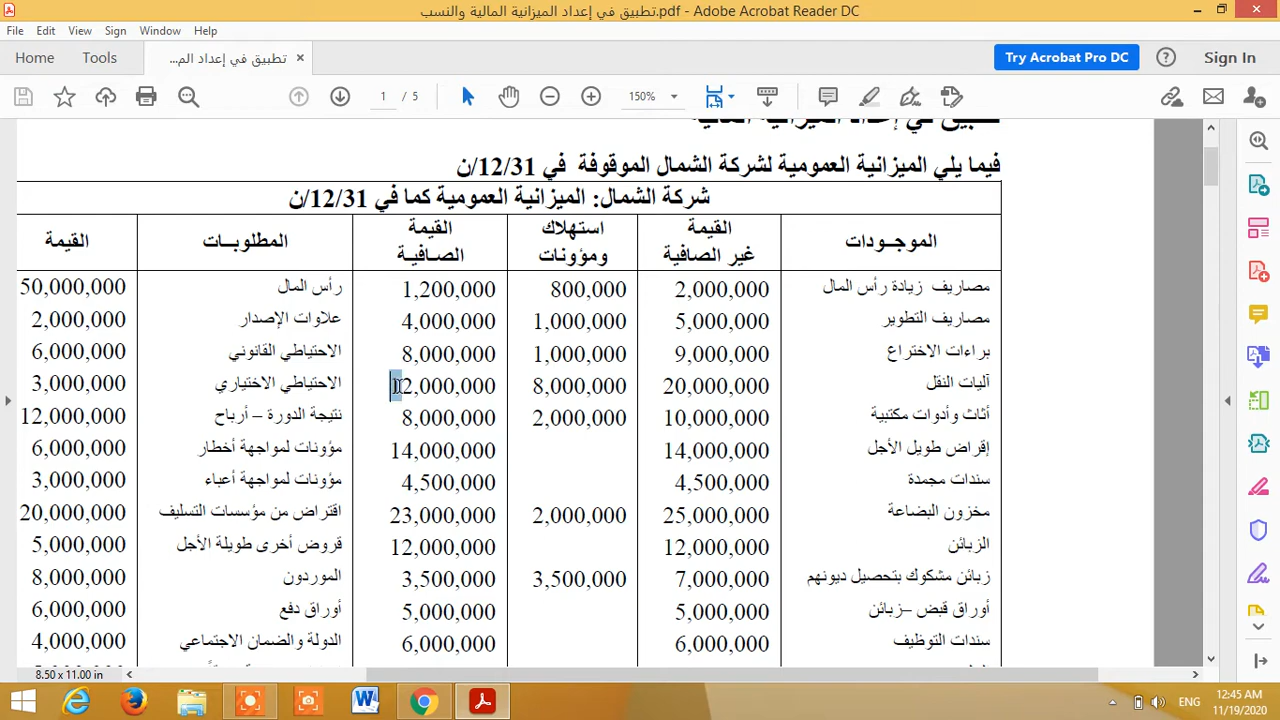 تطبيق في إعداد الميزانية المالية والنسب.pdf - Adobe Acrobat Reader DC
File Edit View Sign Window Help
Home Tools تطبيق في إعداد الم... × Try Acrobat Pro DC Sign In
1 / 5 150%
تطبيق في إعداد الميزانية المالية
فيما يلي الميزانية العمومية لشركة الشمال الموقوفة في 12/31/ن
شركة الشمال: الميزانية العمومية كما في 12/31/ن
الموجــودات القيمة غير الصافية استهلاك ومؤونات القيمة الصـافـيـة المطلوبــات القيمة
مصاريف زيادة رأس المال 2,000,000 800,000 1,200,000 رأس المال 50,000,000
مصاريف التطوير 5,000,000 1,000,000 4,000,000 علاوات الإصدار 2,000,000
براءات الاختراع 9,000,000 1,000,000 8,000,000 الاحتياطي القانوني 6,000,000
آليات النقل 20,000,000 8,000,000 12,000,000 الاحتياطي الاختياري 3,000,000
أثاث وأدوات مكتبية 10,000,000 2,000,000 8,000,000 نتيجة الدورة – أرباح 12,000,000
إقراض طويل الأجل 14,000,000 14,000,000 مؤونات لمواجهة أخطار 6,000,000
سندات مجمدة 4,500,000 4,500,000 مؤونات لمواجهة أعباء 3,000,000
مخزون البضاعة 25,000,000 2,000,000 23,000,000 اقتراض من مؤسسات التسليف 20,000,000
الزبائن 12,000,000 12,000,000 قروض أخرى طويلة الأجل 5,000,000
زبائن مشكوك بتحصيل ديونهم 7,000,000 3,500,000 3,500,000 الموردون 8,000,000
أوراق قبض –زبائن 5,000,000 5,000,000 أوراق دفع 6,000,000
سندات التوظيف 6,000,000 6,000,000 الدولة والضمان الاجتماعي 4,000,000
8.50 x 11.00 in
ENG 12:45 AM
11/19/2020